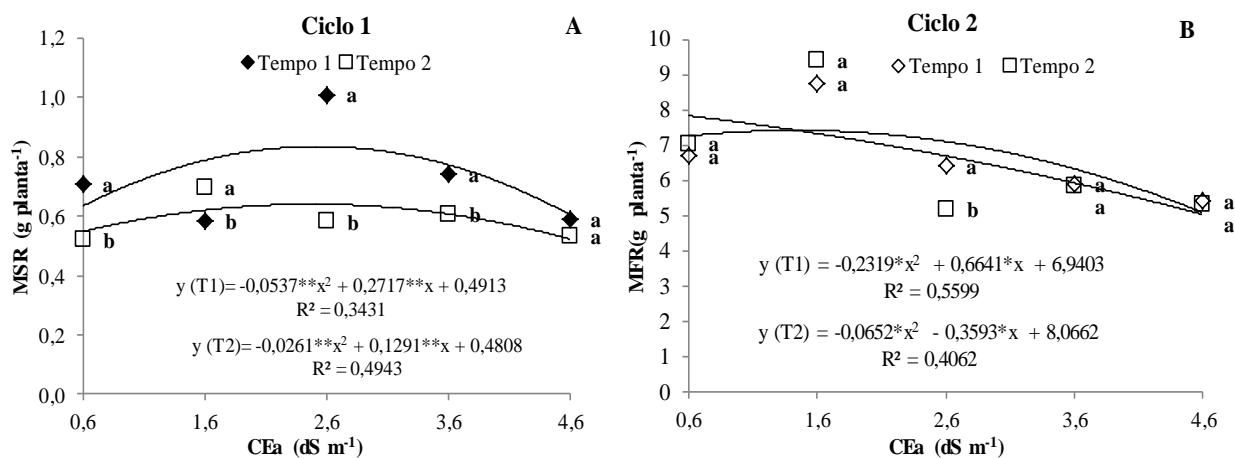 Ciclo 1
A
Tempo 1
Tempo 2
MSR (g planta-1)
1,2
1,0
0,8
0,6
0,4
0,2
0,0
a
b
a
b
a
b
a
b
a
a
y (T1)= -0,0537**x2 + 0,2717**x + 0,4913
R² = 0,3431
y (T2)= -0,0261**x2 + 0,1291**x + 0,4808
R² = 0,4943
0,6
1,6
2,6
3,6
4,6
CEa (dS m-1)
Ciclo 2
B
Tempo 1
Tempo 2
MFR(g planta-1)
10
9
8
7
6
5
4
3
2
1
0
a
a
a
a
a
b
a
a
a
a
y (T1) = -0,2319*x2 + 0,6641*x + 6,9403
R² = 0,5599
y (T2) = -0,0652*x2 - 0,3593*x + 8,0662
R² = 0,4062
0,6
1,6
2,6
3,6
4,6
CEa (dS m-1)